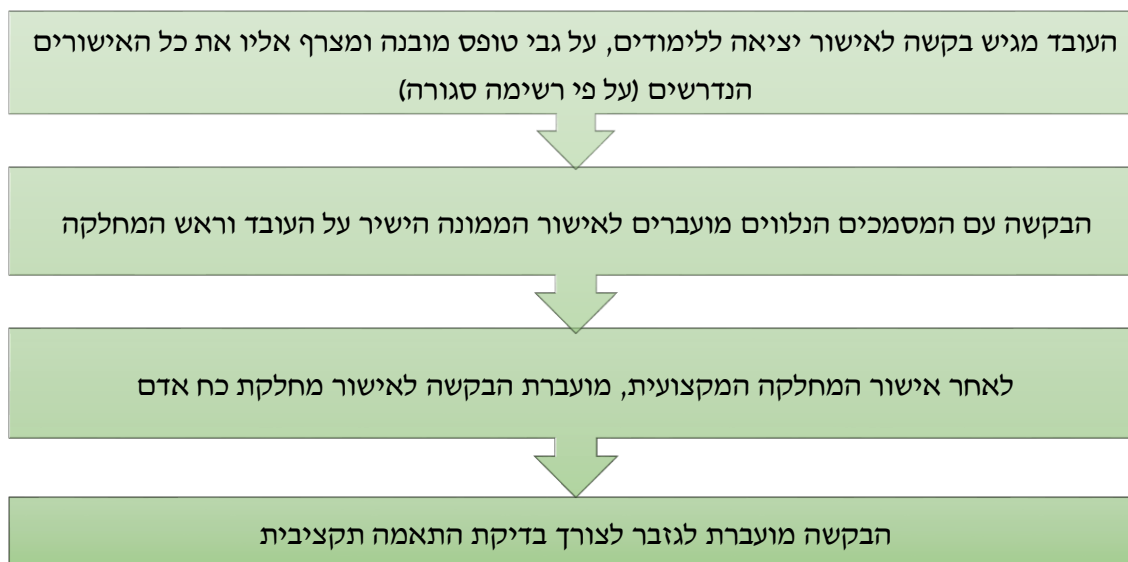 העובד מגיש בקשה לאישור יציאה ללימודים, על גבי טופס מובנה ומצרף אליו את כל האישורים
הנדרשים (על פי רשימה סגורה)
הבקשה עם המסמכים הנלווים מועברים לאישור הממונה הישיר על העובד וראש המחלקה
לאחר אישור המחלקה המקצועית, מועברת הבקשה לאישור מחלקת כח אדם
הבקשה מועברת לגזבר לצורך בדיקת התאמה תקציבית